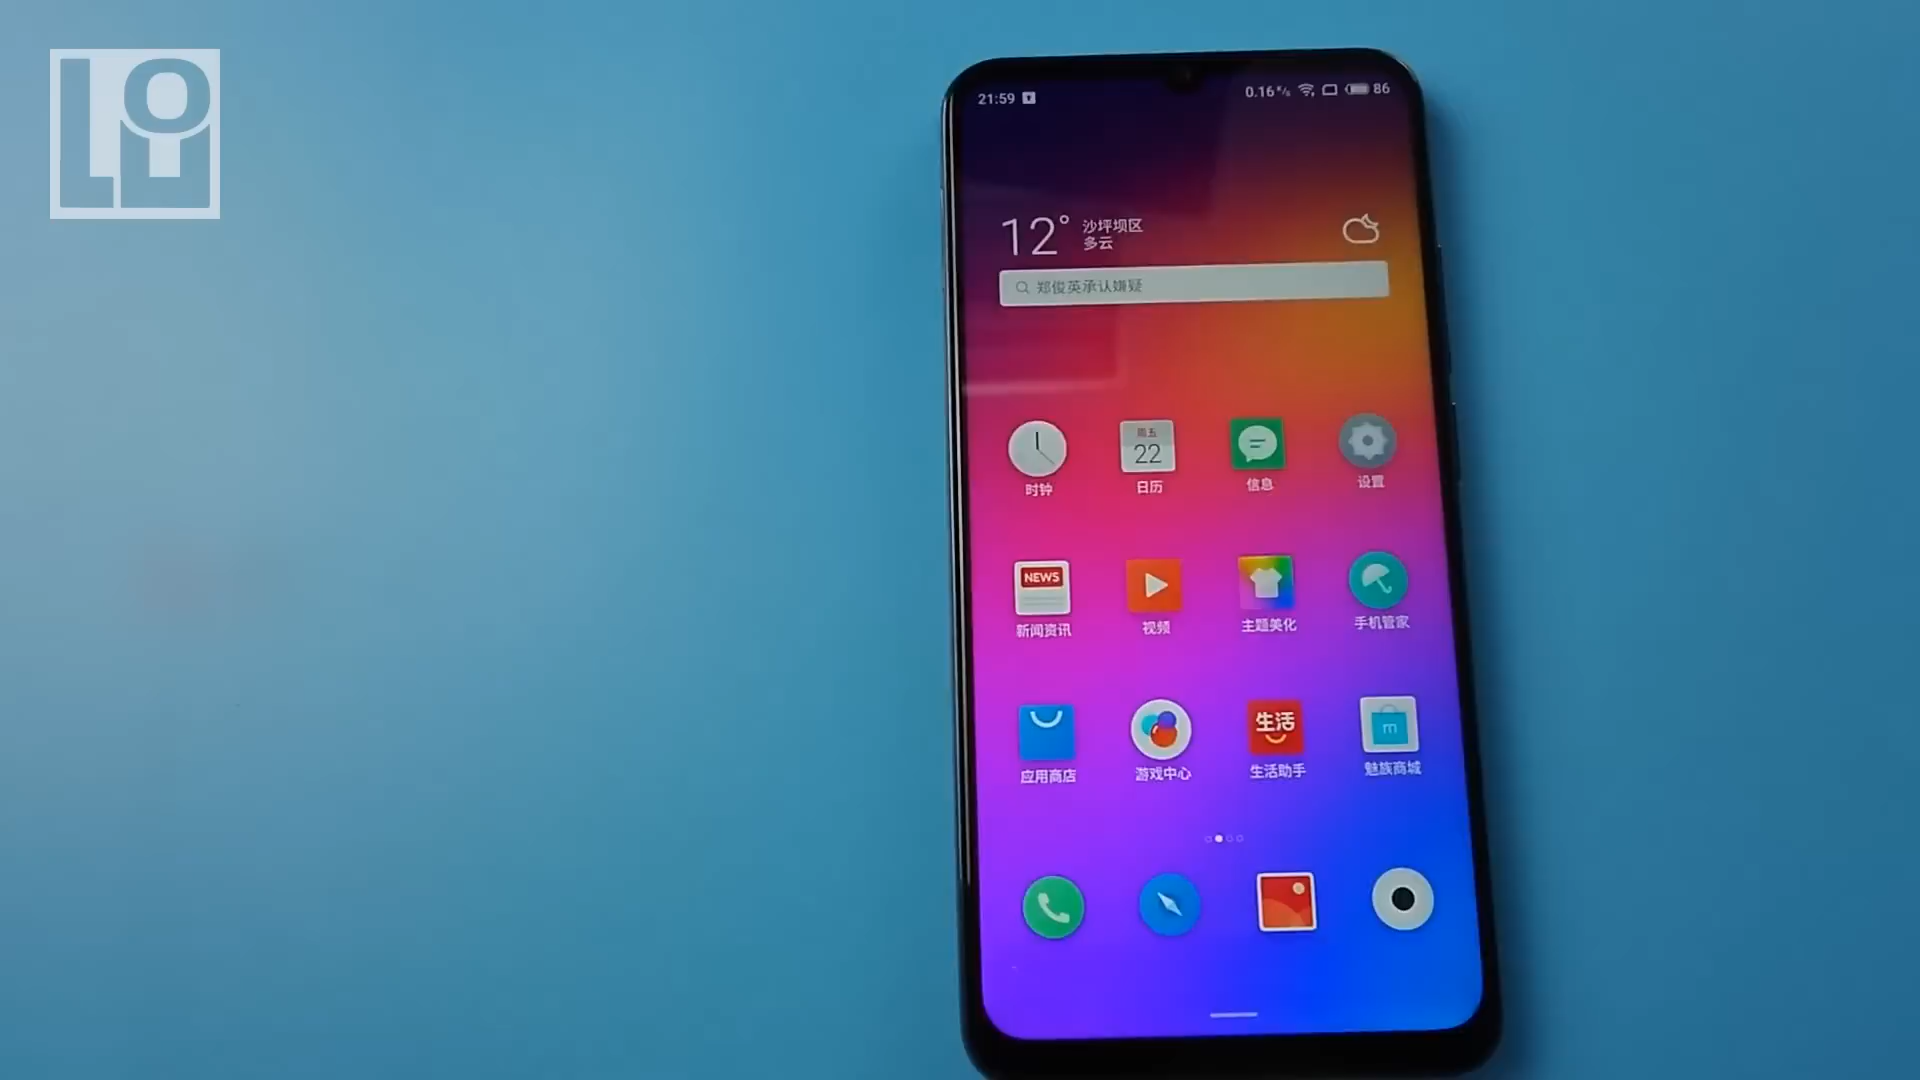 21:59
0.16 K/s 86
12°
沙坪坝区
多云
郑俊英承认嫌疑
周五
22
时钟 日历 信息 设置
NEWS
新闻资讯 视频 主题美化 手机管家
生活
m
应用商店 游戏中心 生活助手 魅族商城